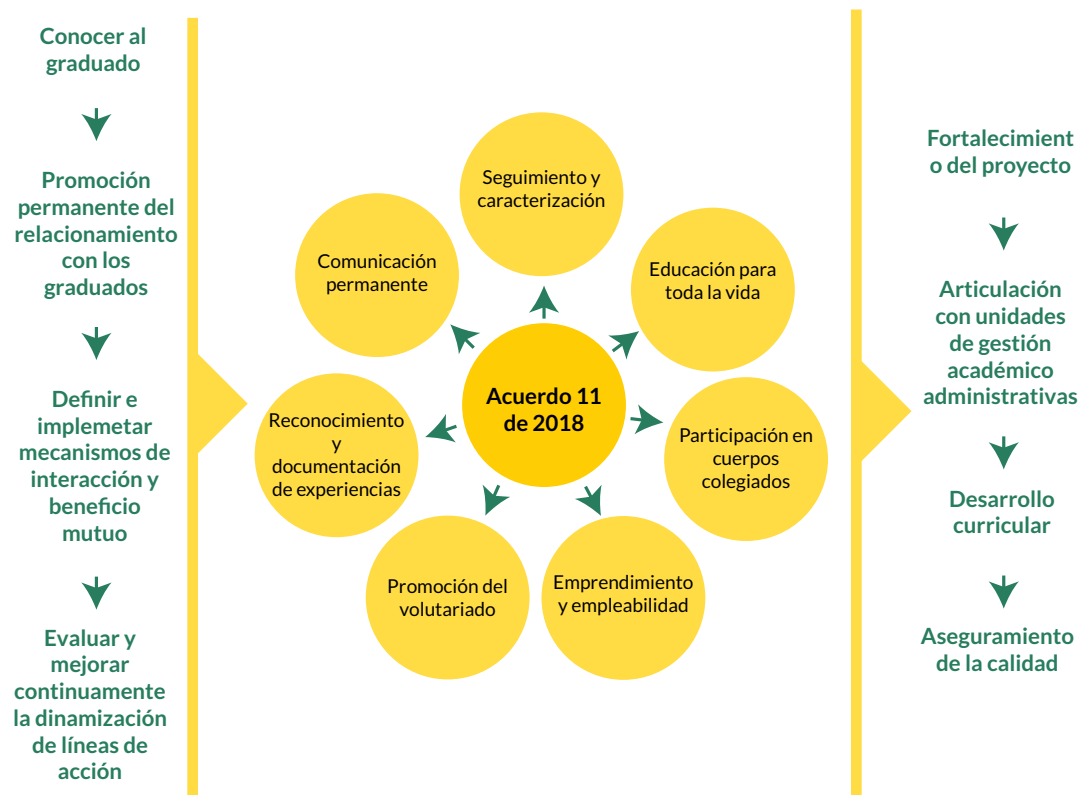 Conocer al
graduado
Promoción
permanente del
relacionamiento
con los
graduados
Definir e
implemetar
mecanismos de
interacción y
beneficio
mutuo
Evaluar y
mejorar
continuamente
la dinamización
de líneas de
acción
Seguimiento y
caracterización
Comunicación
permanente
Educación para
toda la vida
Acuerdo 11
de 2018
Reconocimiento
y
documentación
de experiencias
Participación en
cuerpos
colegiados
Promoción del
volutariado
Emprendimiento
y empleabilidad
Fortalecimient
o del proyecto
Articulación
con unidades
de gestión
académico
administrativas
Desarrollo
curricular
Aseguramiento
de la calidad